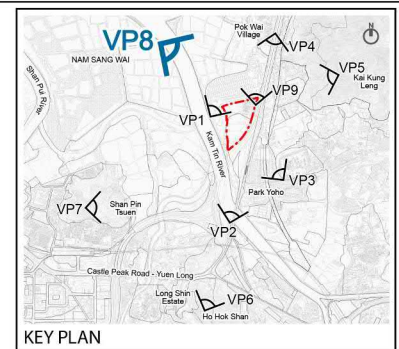 Pok Wai
Village
N
VP8
VP4
NAM SANG WAI
VP5
Kai Kung
Leng
Shan Pui River
VP9
VP1
Kam Tin River
VP3
Park Yoho
VP7
Shan Pin
Tsuen
VP2
Castle Peak Road - Yuen Long
Long Shin
Estate
VP6
Ho Hok Shan
KEY PLAN